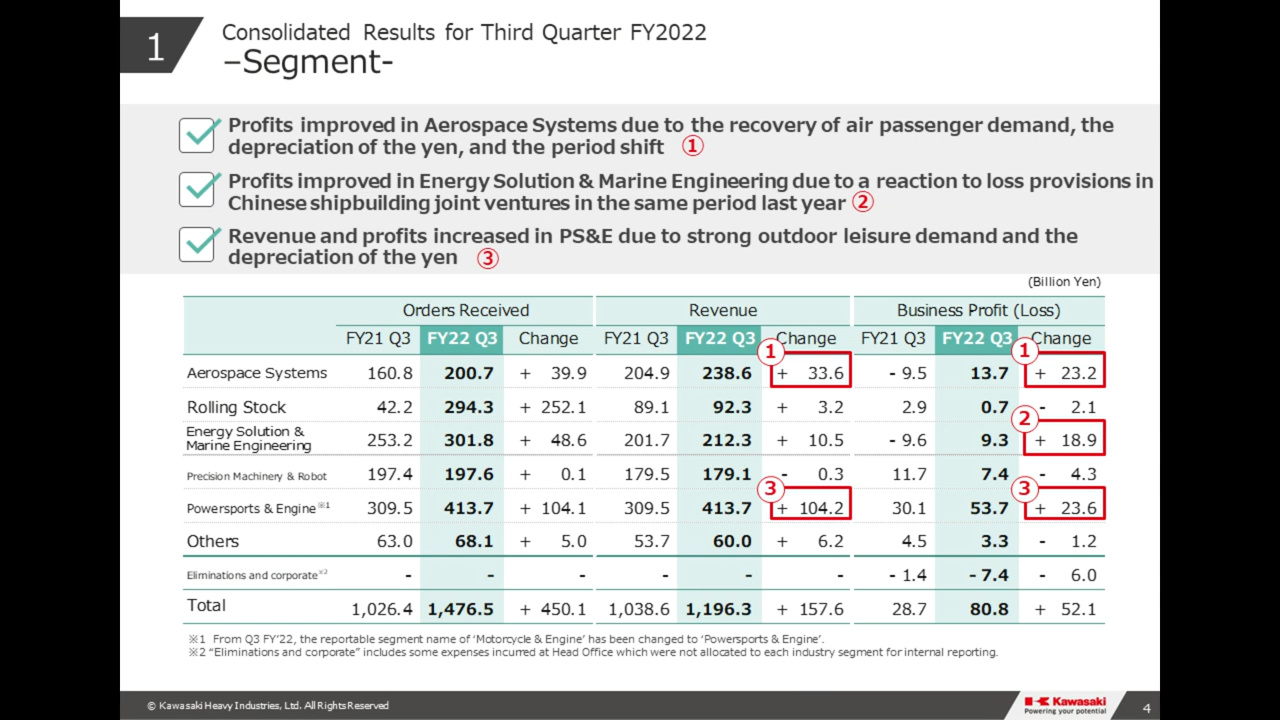 1
Consolidated Results for Third Quarter FY2022
–Segment-
Profits improved in Aerospace Systems due to the recovery of air passenger demand, the
depreciation of the yen, and the period shift ①
Profits improved in Energy Solution & Marine Engineering due to a reaction to loss provisions in
Chinese shipbuilding joint ventures in the same period last year ②
Revenue and profits increased in PS&E due to strong outdoor leisure demand and the
depreciation of the yen ③
(Billion Yen)
Orders Received Revenue Business Profit (Loss)
FY21 Q3 FY22 Q3 Change FY21 Q3 FY22 Q3 Change FY21 Q3 FY22 Q3 Change
① ①
Aerospace Systems 160.8 200.7 + 39.9 204.9 238.6 + 33.6 - 9.5 13.7 + 23.2
Rolling Stock 42.2 294.3 + 252.1 89.1 92.3 + 3.2 2.9 0.7 - 2.1
②
Energy Solution &
Marine Engineering 253.2 301.8 + 48.6 201.7 212.3 + 10.5 - 9.6 9.3 + 18.9
Precision Machinery & Robot 197.4 197.6 + 0.1 179.5 179.1 - 0.3 11.7 7.4 - 4.3
③ ③
Powersports & Engine※1 309.5 413.7 + 104.1 309.5 413.7 + 104.2 30.1 53.7 + 23.6
Others 63.0 68.1 + 5.0 53.7 60.0 + 6.2 4.5 3.3 - 1.2
Eliminations and corporate※2 - - - - - - - 1.4 - 7.4 - 6.0
Total 1,026.4 1,476.5 + 450.1 1,038.6 1,196.3 + 157.6 28.7 80.8 + 52.1
※1 From Q3 FY'22, the reportable segment name of 'Motorcycle & Engine' has been changed to 'Powersports & Engine'.
※2 "Eliminations and corporate" includes some expenses incurred at Head Office which were not allocated to each industry segment for internal reporting.
© Kawasaki Heavy Industries, Ltd. All Rights Reserved
Kawasaki
Powering your potential
4